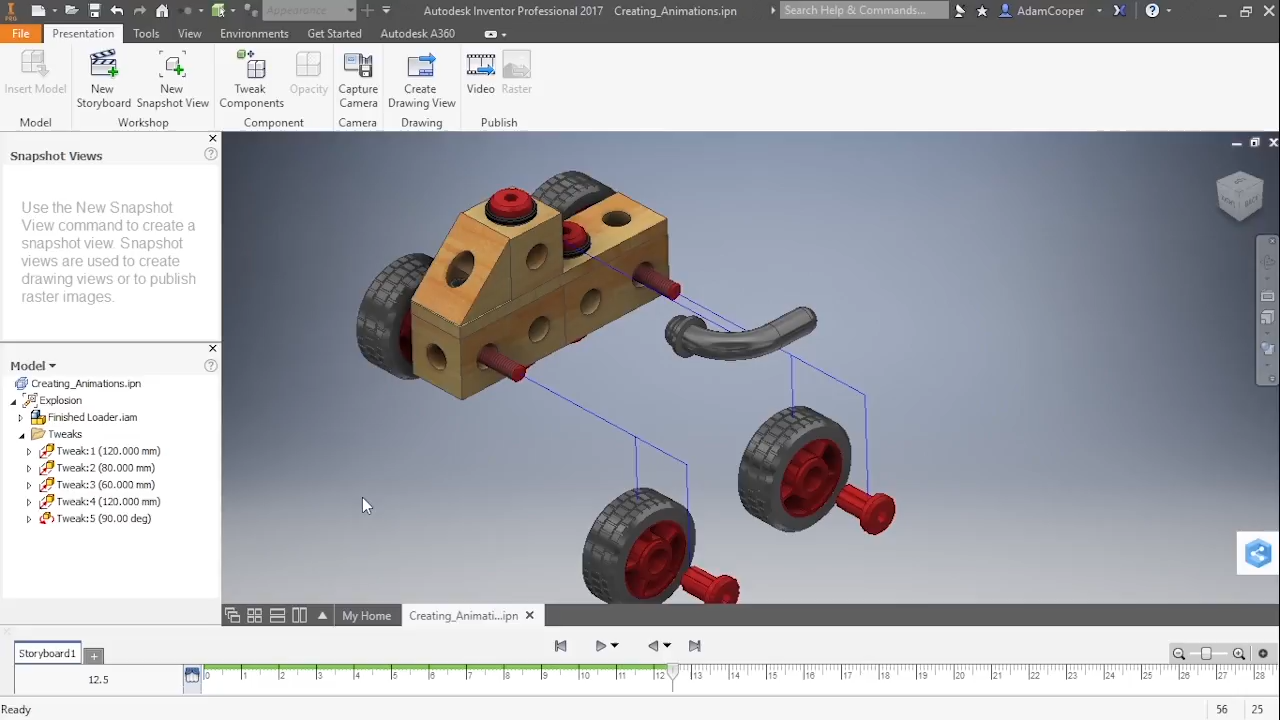 PRO
Appearance
Autodesk Inventor Professional 2017 Creating_Animations.ipn
Search Help & Commands...
AdamCooper
File Presentation Tools View Environments Get Started Autodesk A360
Insert Model
New Storyboard
New Snapshot View
Tweak Components
Opacity
Capture Camera
Create Drawing View
Video
Raster
Model Workshop Component Camera Drawing Publish
Snapshot Views
Use the New Snapshot
View command to create a
snapshot view. Snapshot
views are used to create
drawing views or to publish
raster images.
Model
Creating_Animations.ipn
Explosion
Finished Loader.iam
Tweaks
Tweak:1 (120.000 mm)
Tweak:2 (80.000 mm)
Tweak:3 (60.000 mm)
Tweak:4 (120.000 mm)
Tweak:5 (90.00 deg)
BACK
My Home Creating_Animati...ipn
Storyboard1
12.5
0 1 2 3 4 5 6 7 8 9 10 11 12 13 14 15 16 17 18 19 20 21 22 23 24 25 26 27 28
Ready 56 25